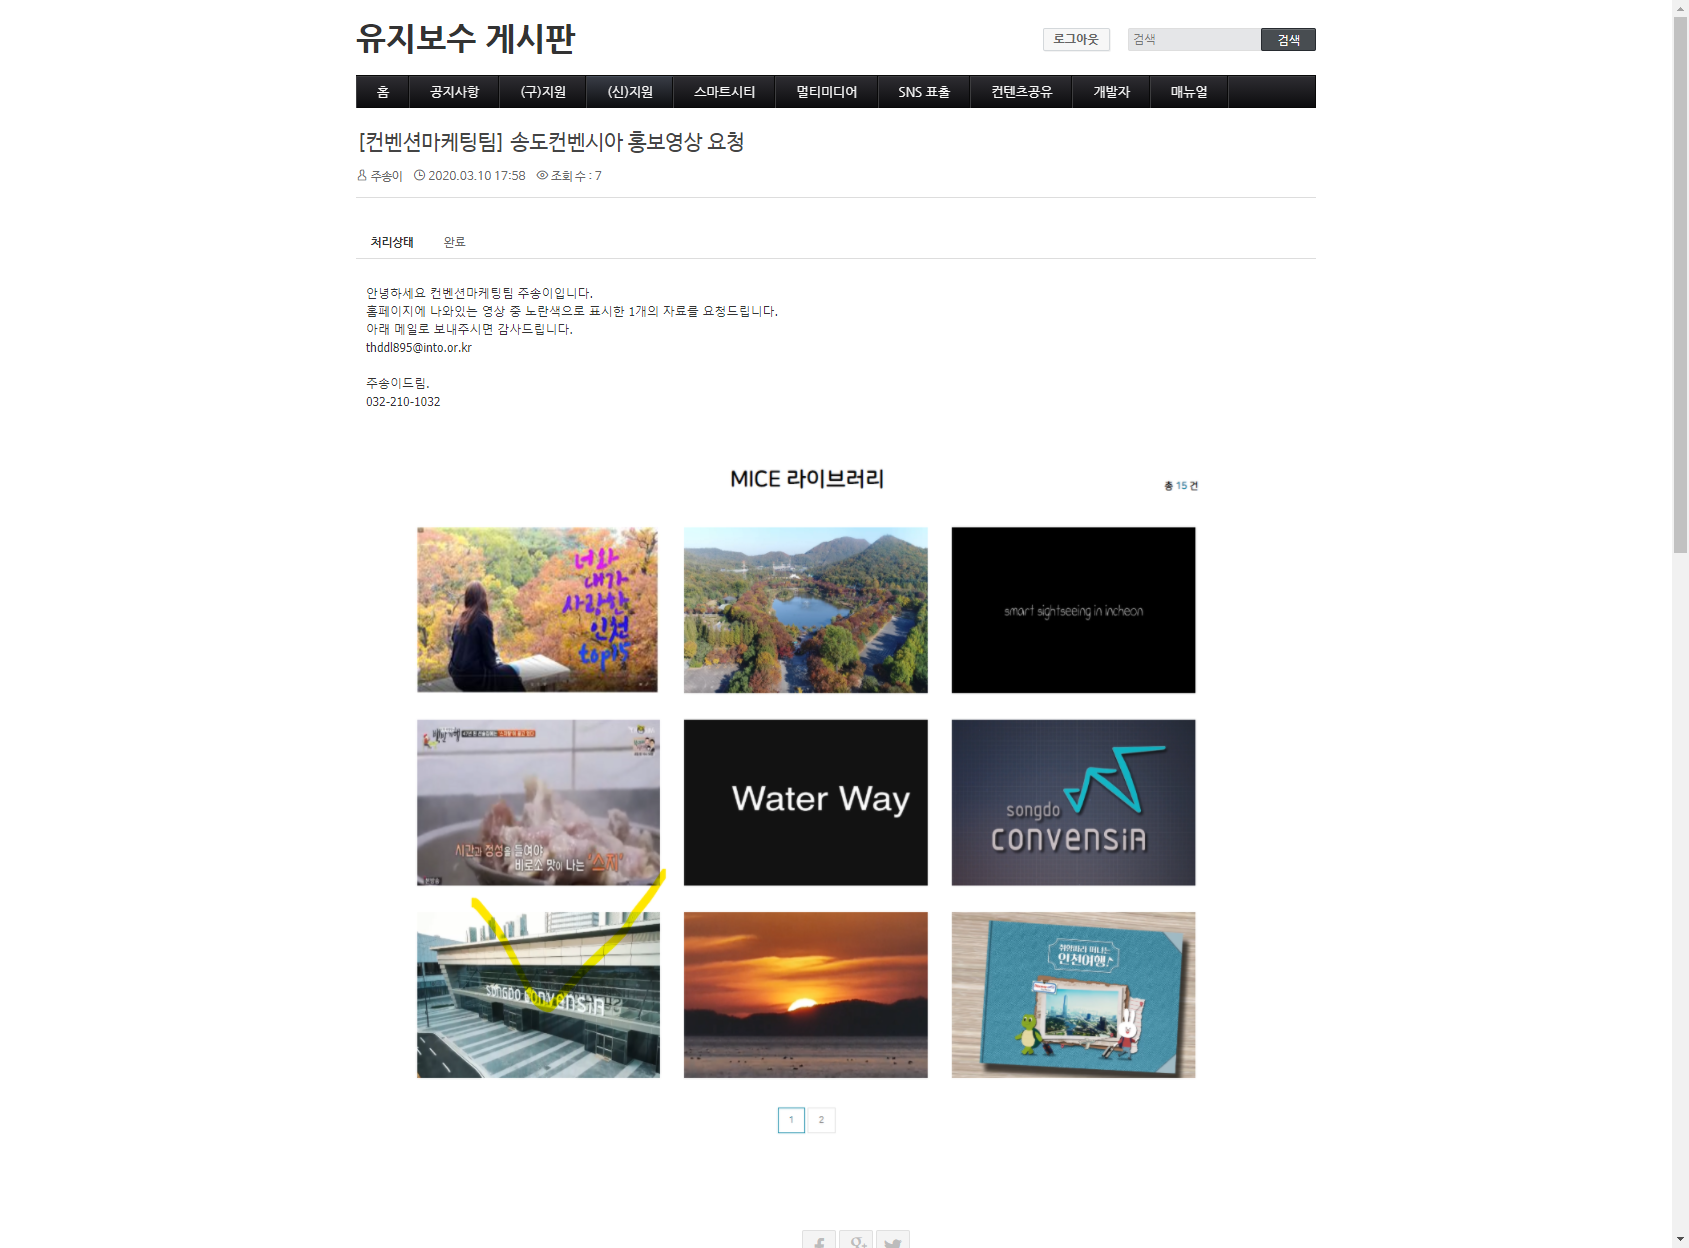 유지보수 게시판
로그아웃
검색
검색
홈
공지사항
(구)지원
(신)지원
스마트시티
멀티미디어
SNS 표출
컨텐츠공유
개발자
매뉴얼
[컨벤션마케팅팀] 송도컨벤시아 홍보영상 요청
주송이 2020.03.10 17:58 조회 수 : 7
처리상태 완료
안녕하세요 컨벤션마케팅팀 주송이입니다.
홈페이지에 나와있는 영상 중 노란색으로 표시한 1개의 자료를 요청드립니다.
아래 메일로 보내주시면 감사드립니다.
thddl895@into.or.kr
주송이드림.
032-210-1032
MICE 라이브러리
총 15 건
너와
내가
사랑한
인천
top15
smart sightseeing in incheon
시간과 정성을 들여야
비로소 맛이 나는 '스지'
Water Way
songdo
convensia
songdo convensia
취향따라 떠나는
인천여행
1
2